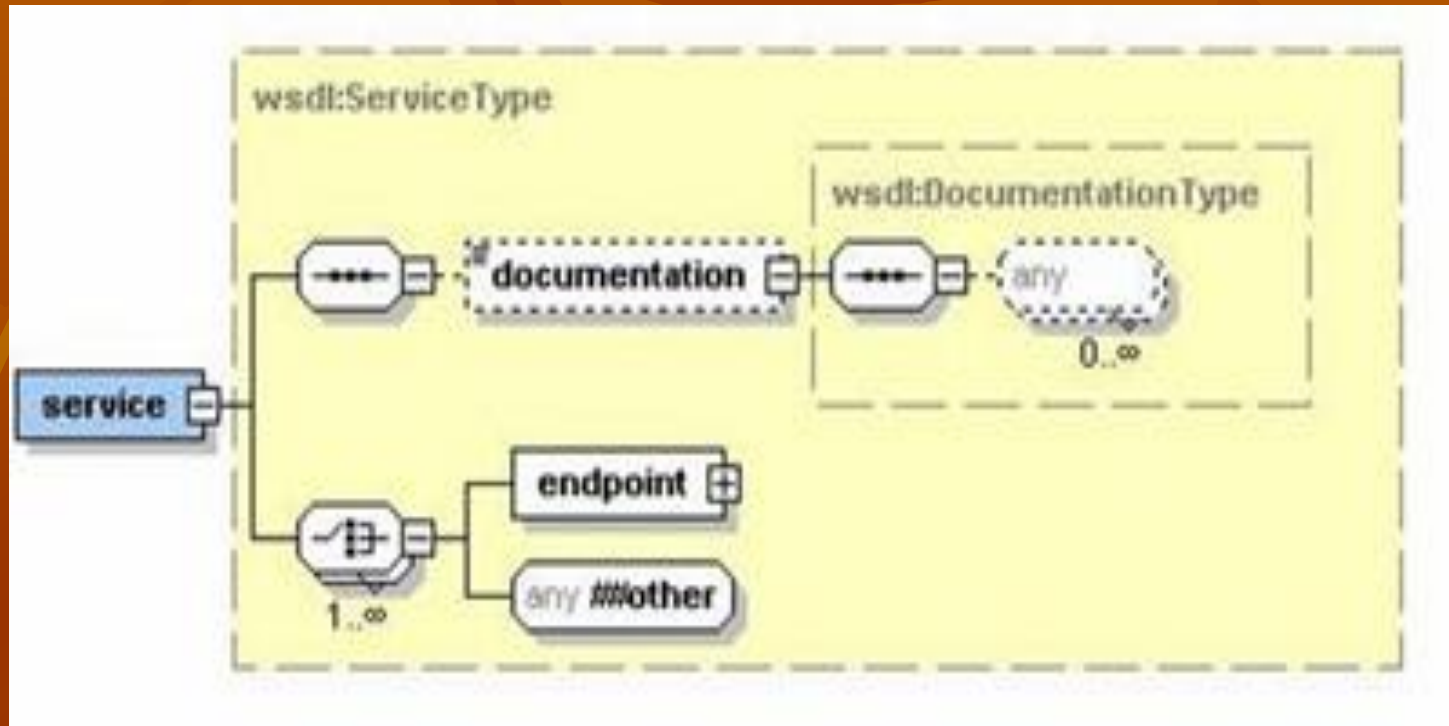 wsdl:ServiceType
wsdl:DocumentationType
documentation
any
0..∞
service
endpoint
any ##other
1..∞